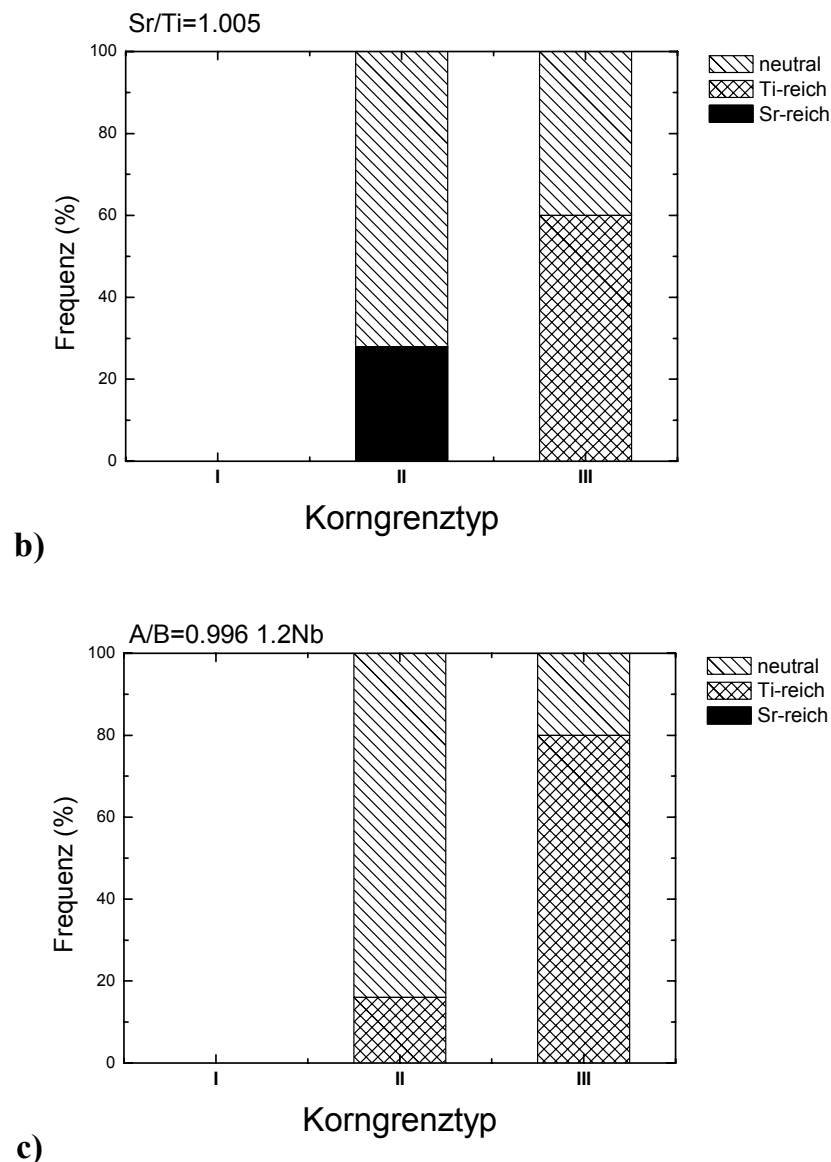 Sr/Ti=1.005
100
80
60
40
20
0
Frequenz (%)
I
II
III
Korngrenztyp
neutral
Ti-reich
Sr-reich
b)
A/B=0.996 1.2Nb
100
80
60
40
20
0
Frequenz (%)
I
II
III
Korngrenztyp
neutral
Ti-reich
Sr-reich
c)